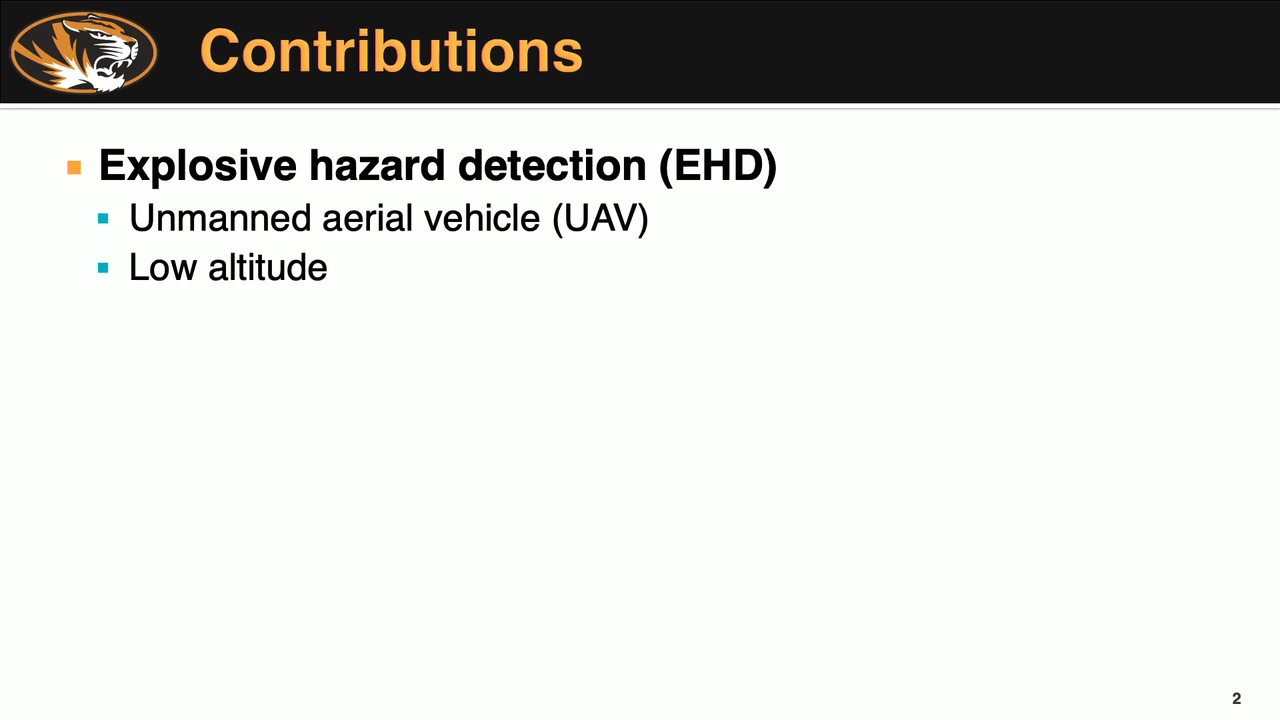 Contributions
Explosive hazard detection (EHD)
Unmanned aerial vehicle (UAV)
Low altitude
2